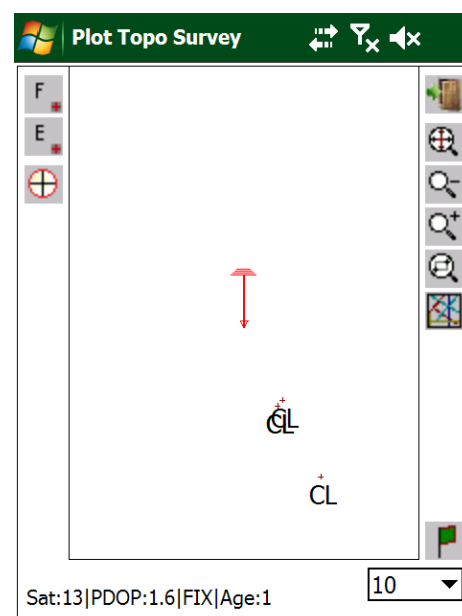 Plot Topo Survey
F
E
CL
CL
CL
10
Sat:13|PDOP:1.6|FIX|Age:1